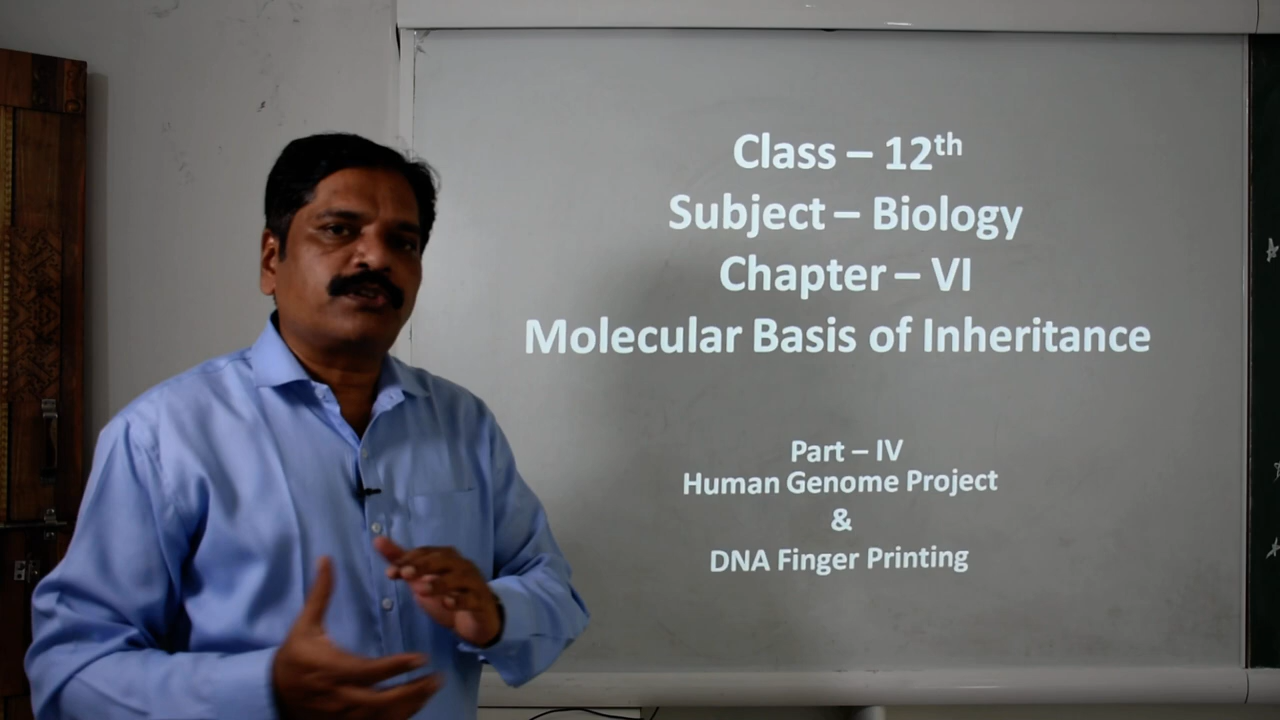 Class – 12th
Subject – Biology
Chapter – VI
Molecular Basis of Inheritance
Part – IV
Human Genome Project
&
DNA Finger Printing